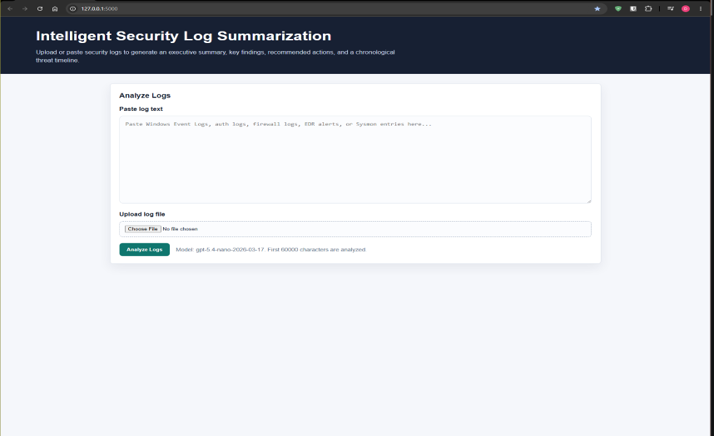 127.0.0.1:5000
Intelligent Security Log Summarization
Upload or paste security logs to generate an executive summary, key findings, recommended actions, and a chronological
threat timeline.
Analyze Logs
Paste log text
Paste Windows Event Logs, auth logs, firewall logs, EDR alerts, or Sysmon entries here...
Upload log file
Choose File No file chosen
Analyze Logs Model: gpt-5.4-nano-2026-03-17. First 60000 characters are analyzed.